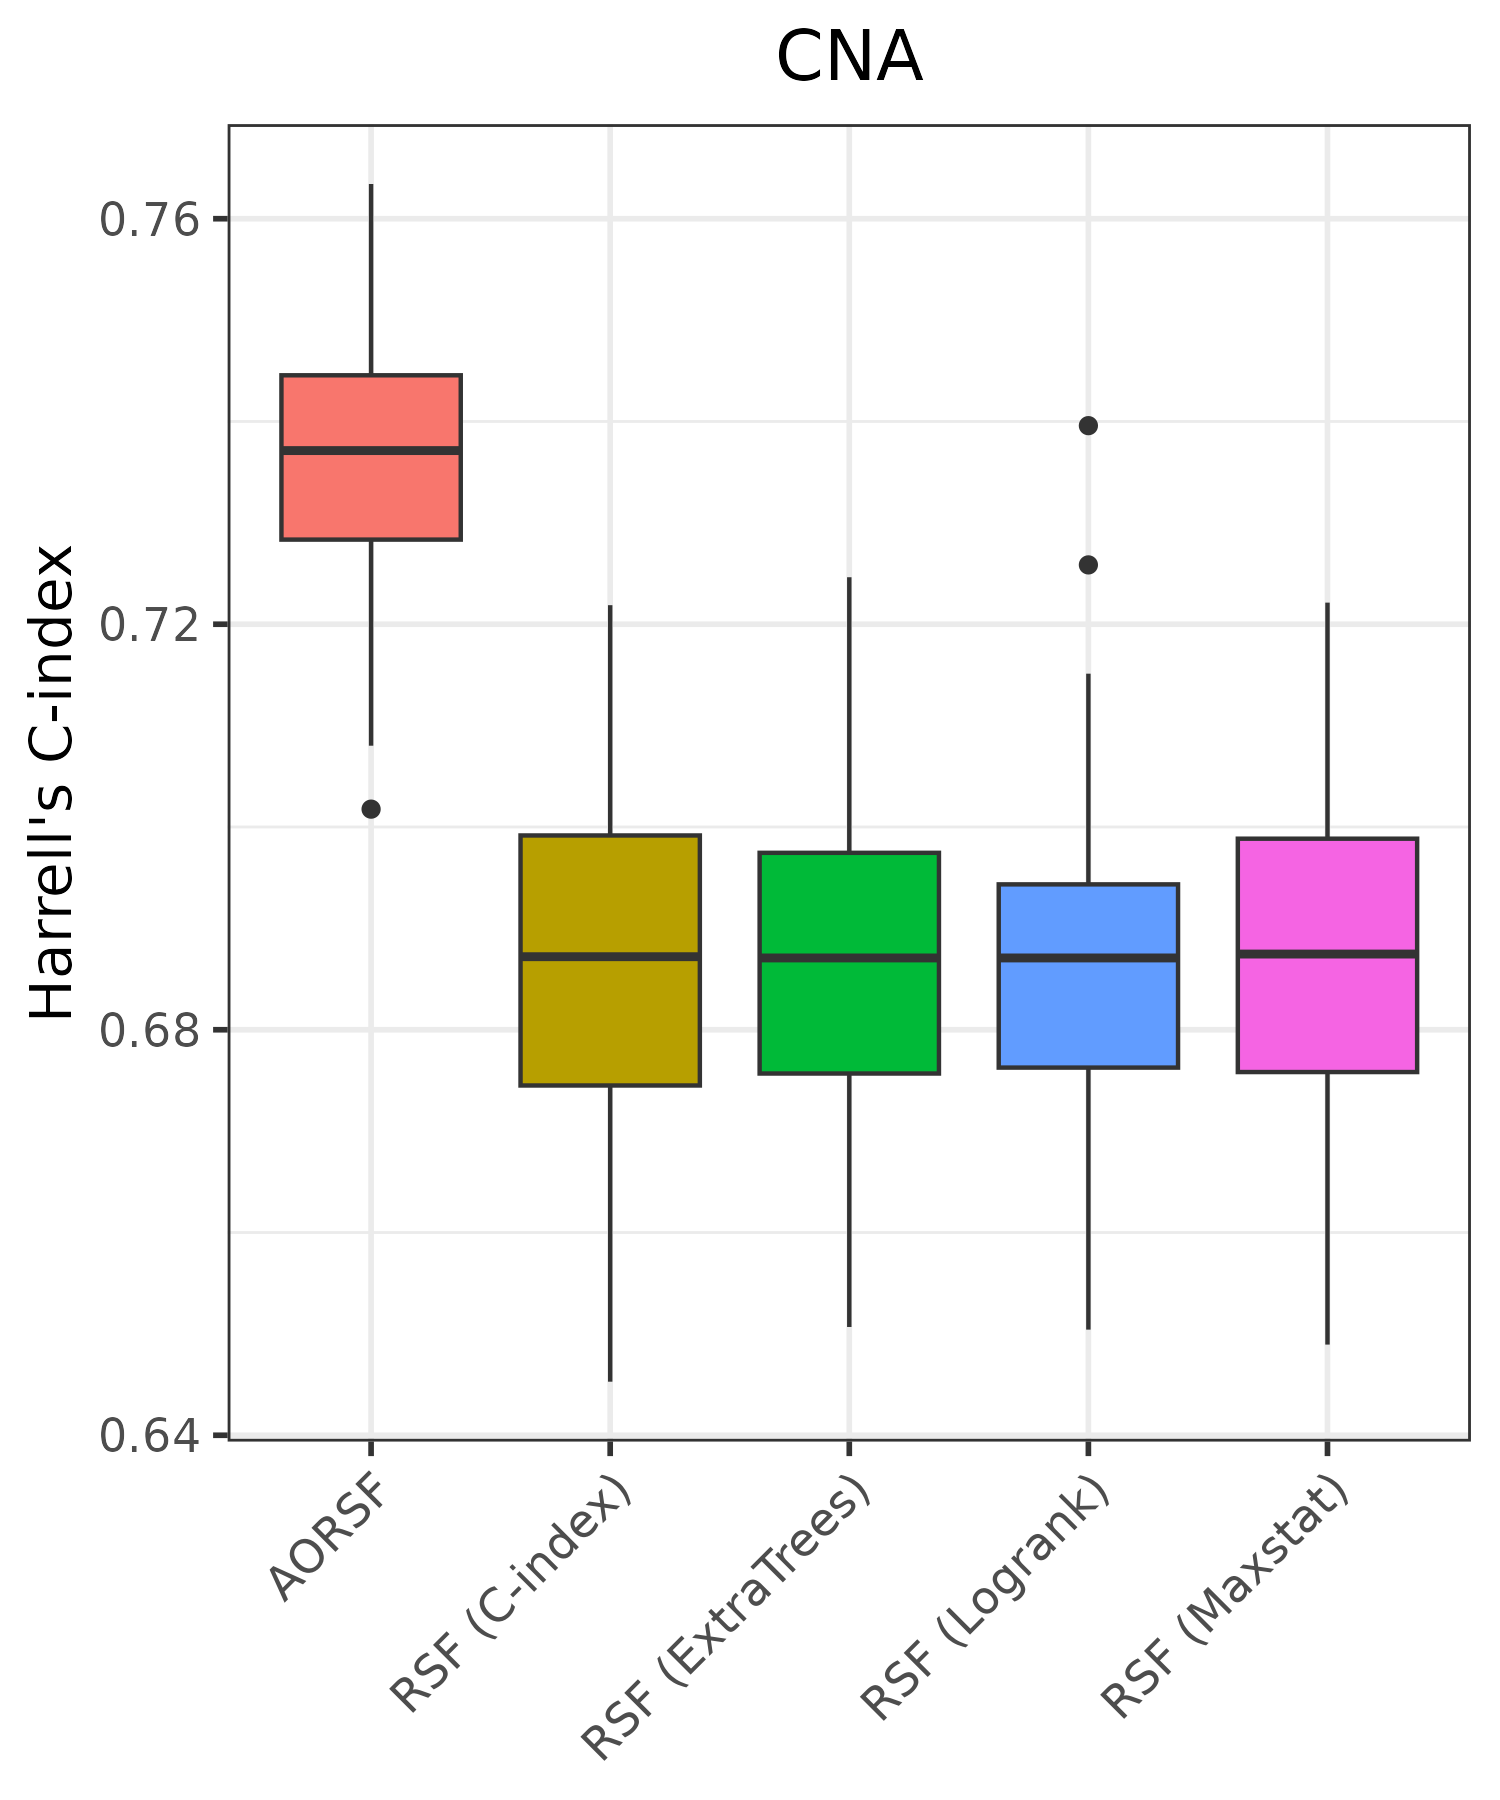 CNA
Harrell's C-index
0.76
0.72
0.68
0.64
AORSF
RSF (C-index)
RSF (ExtraTrees)
RSF (Logrank)
RSF (Maxstat)